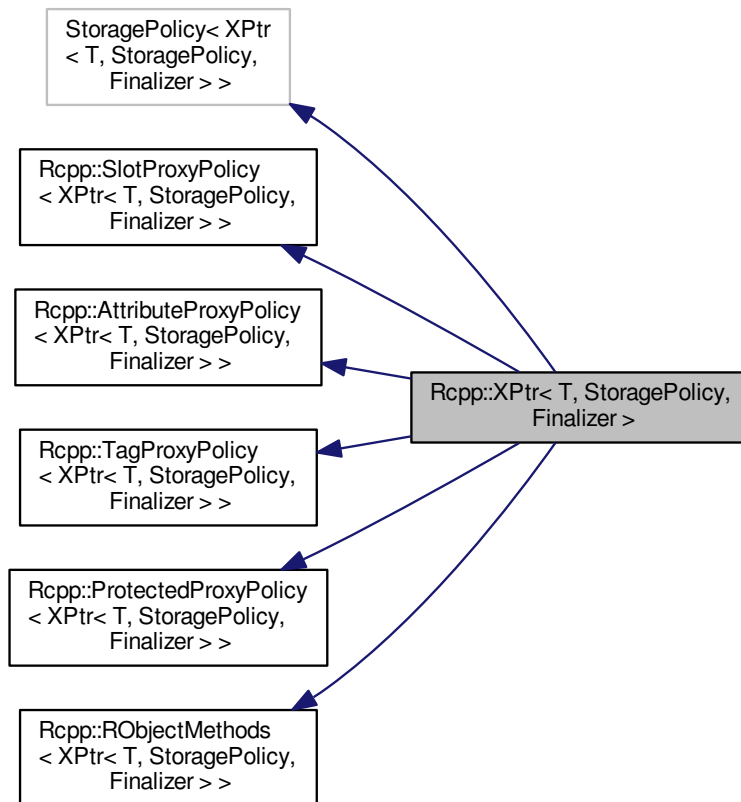 StoragePolicy< XPtr
< T, StoragePolicy,
Finalizer > >
Rcpp::SlotProxyPolicy
< XPtr< T, StoragePolicy,
Finalizer > >
Rcpp::AttributeProxyPolicy
< XPtr< T, StoragePolicy,
Finalizer > >
Rcpp::XPtr< T, StoragePolicy,
Finalizer >
Rcpp::TagProxyPolicy
< XPtr< T, StoragePolicy,
Finalizer > >
Rcpp::ProtectedProxyPolicy
< XPtr< T, StoragePolicy,
Finalizer > >
Rcpp::RObjectMethods
< XPtr< T, StoragePolicy,
Finalizer > >